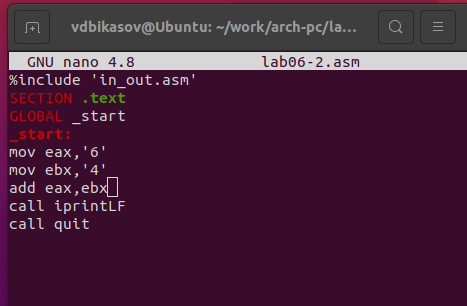 vdbikasov@Ubuntu: ~/work/arch-pc/la...
GNU nano 4.8 lab06-2.asm
%include 'in_out.asm'
SECTION .text
GLOBAL _start
_start:
mov eax,'6'
mov ebx,'4'
add eax,ebx
call iprintLF
call quit